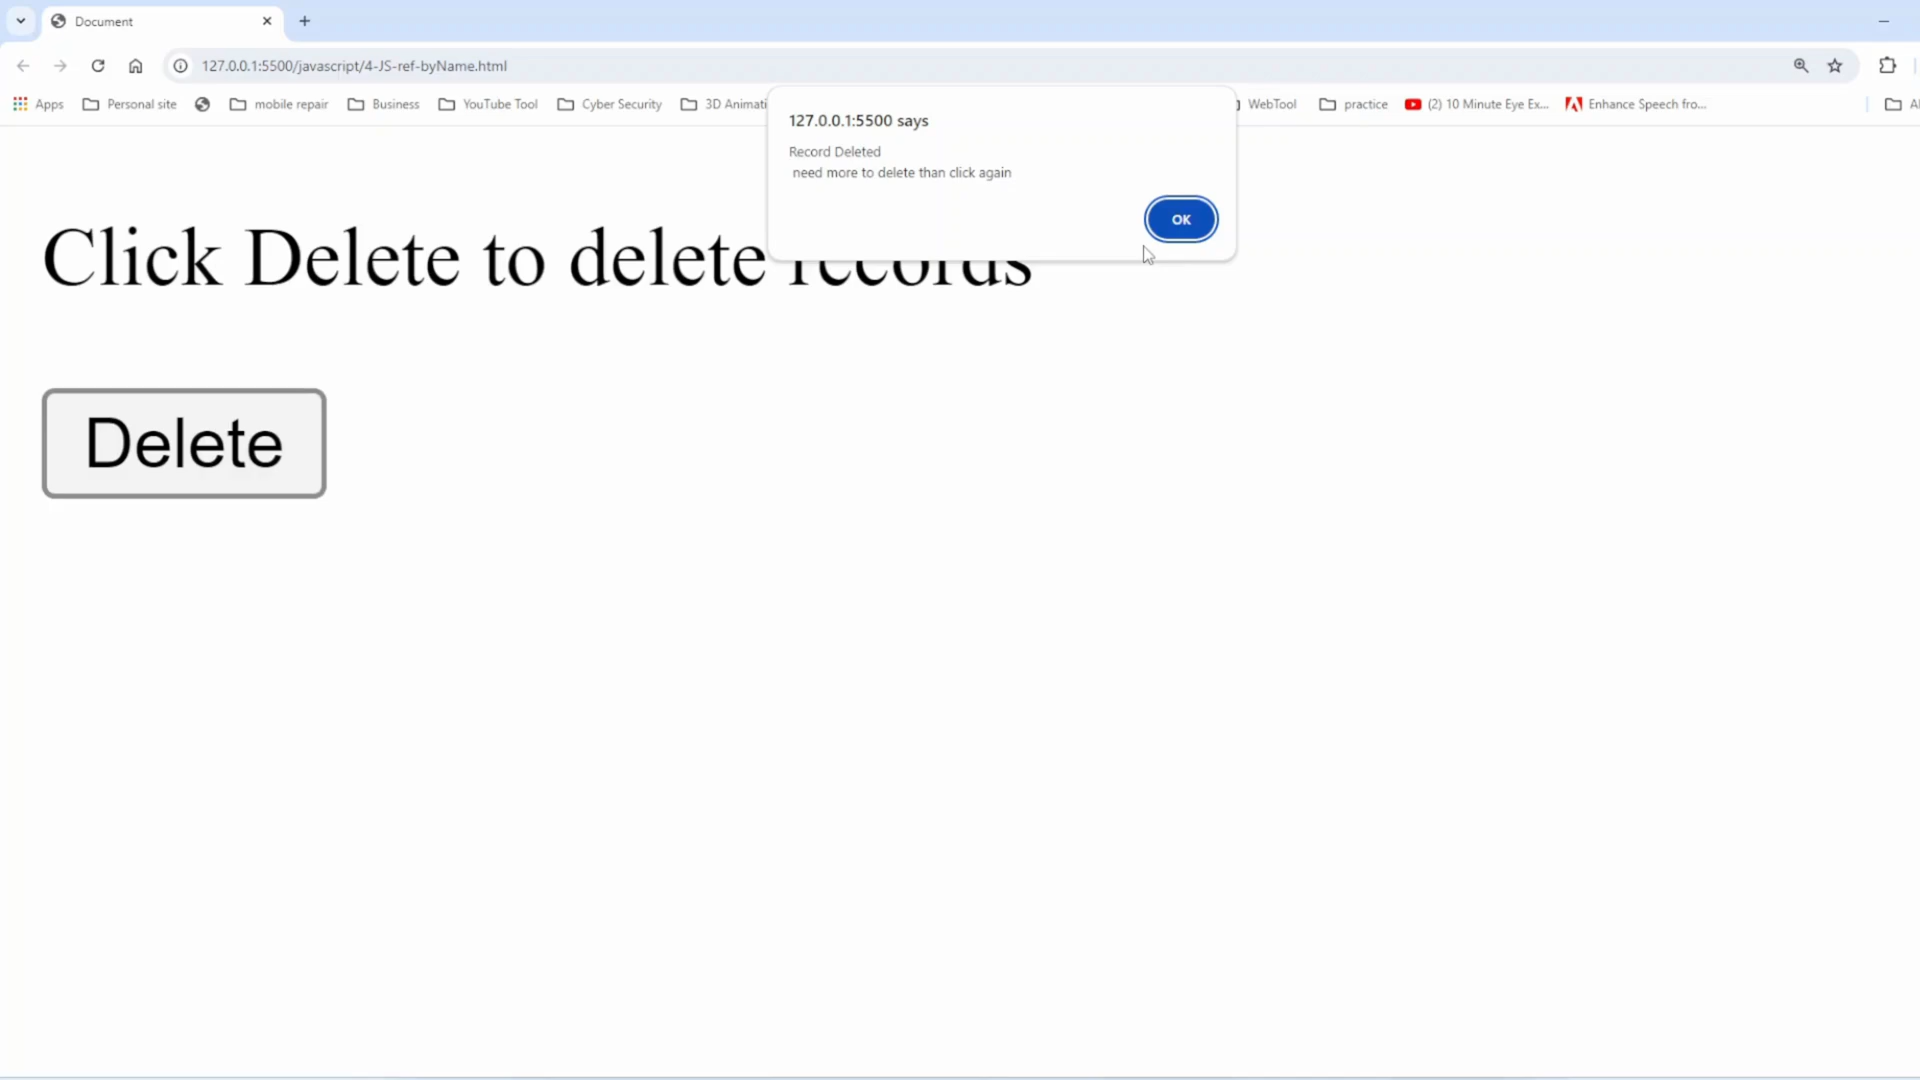 Document
127.0.0.1:5500/javascript/4-JS-ref-byName.html
Apps Personal site mobile repair Business YouTube Tool Cyber Security 3D Animati WebTool practice (2) 10 Minute Eye Ex... Enhance Speech fro...
127.0.0.1:5500 says
Record Deleted
need more to delete than click again
OK
Click Delete to delete records
Delete